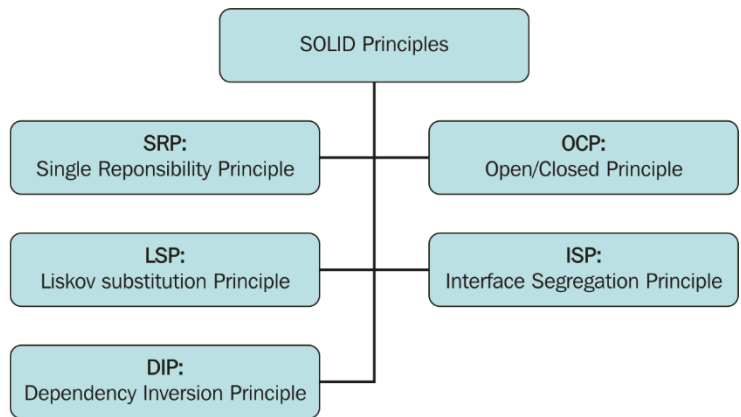 SOLID Principles
SRP:
Single Reponsibility Principle
OCP:
Open/Closed Principle
LSP:
Liskov substitution Principle
ISP:
Interface Segregation Principle
DIP:
Dependency Inversion Principle